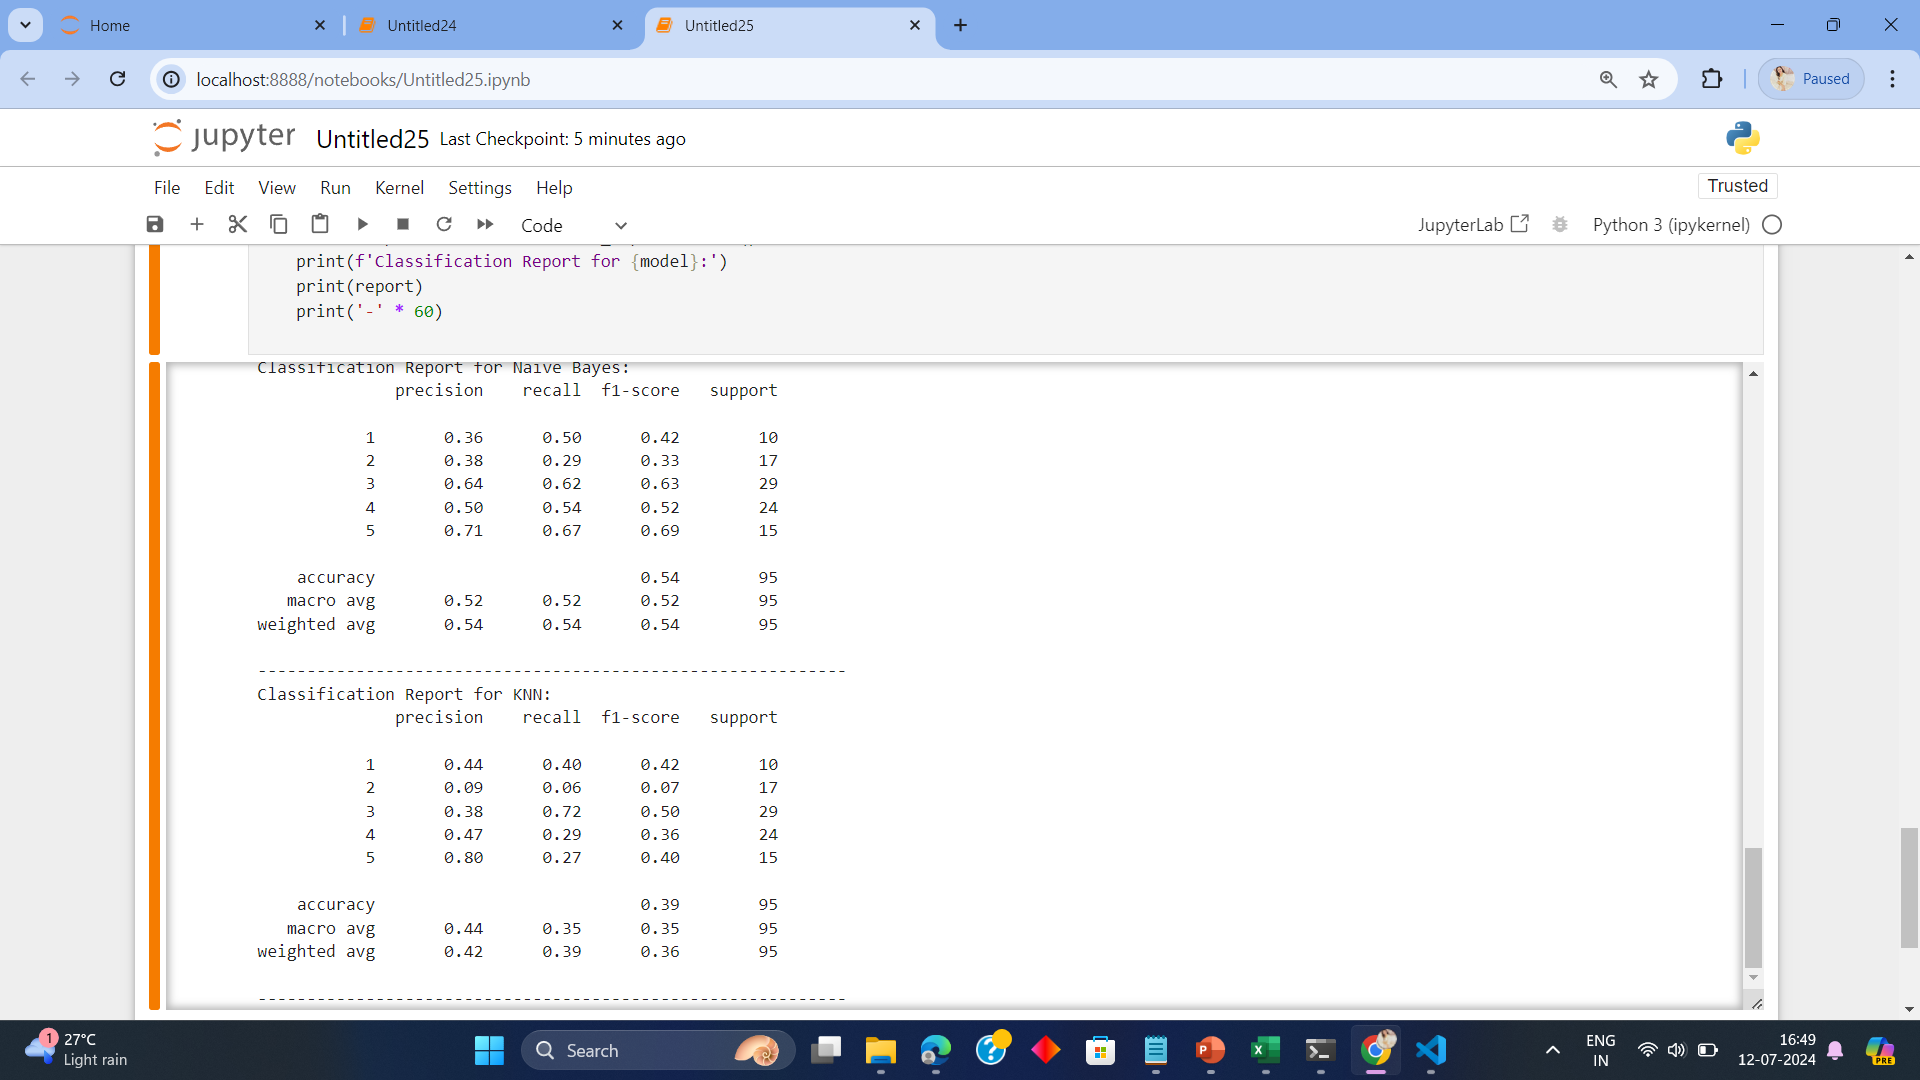 Home
Untitled24
Untitled25
localhost:8888/notebooks/Untitled25.ipynb
Paused
jupyter Untitled25 Last Checkpoint: 5 minutes ago
File Edit View Run Kernel Settings Help
Trusted
Code
JupyterLab
Python 3 (ipykernel)
print(f'Classification Report for {model}:')
print(report)
print('-' * 60)
Classification Report for Naive Bayes:
precision recall f1-score support
1 0.36 0.50 0.42 10
2 0.38 0.29 0.33 17
3 0.64 0.62 0.63 29
4 0.50 0.54 0.52 24
5 0.71 0.67 0.69 15
accuracy 0.54 95
macro avg 0.52 0.52 0.52 95
weighted avg 0.54 0.54 0.54 95
------------------------------------------------------------
Classification Report for KNN:
precision recall f1-score support
1 0.44 0.40 0.42 10
2 0.09 0.06 0.07 17
3 0.38 0.72 0.50 29
4 0.47 0.29 0.36 24
5 0.80 0.27 0.40 15
accuracy 0.39 95
macro avg 0.44 0.35 0.35 95
weighted avg 0.42 0.39 0.36 95
------------------------------------------------------------
1
27°C
Light rain
Search
ENG
IN
16:49
12-07-2024
PRE